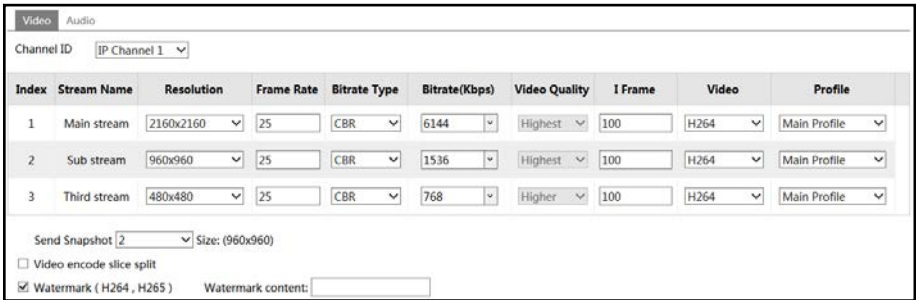 Video Audio
Channel ID IP Channel 1
Index Stream Name Resolution Frame Rate Bitrate Type Bitrate(Kbps) Video Quality I Frame Video Profile
1 Main stream 2160x2160 25 CBR 6144 Highest 100 H264 Main Profile
2 Sub stream 960x960 25 CBR 1536 Highest 100 H264 Main Profile
3 Third stream 480x480 25 CBR 768 Higher 100 H264 Main Profile
Send Snapshot 2 Size: (960x960)
Video encode slice split
Watermark ( H264 , H265 ) Watermark content: